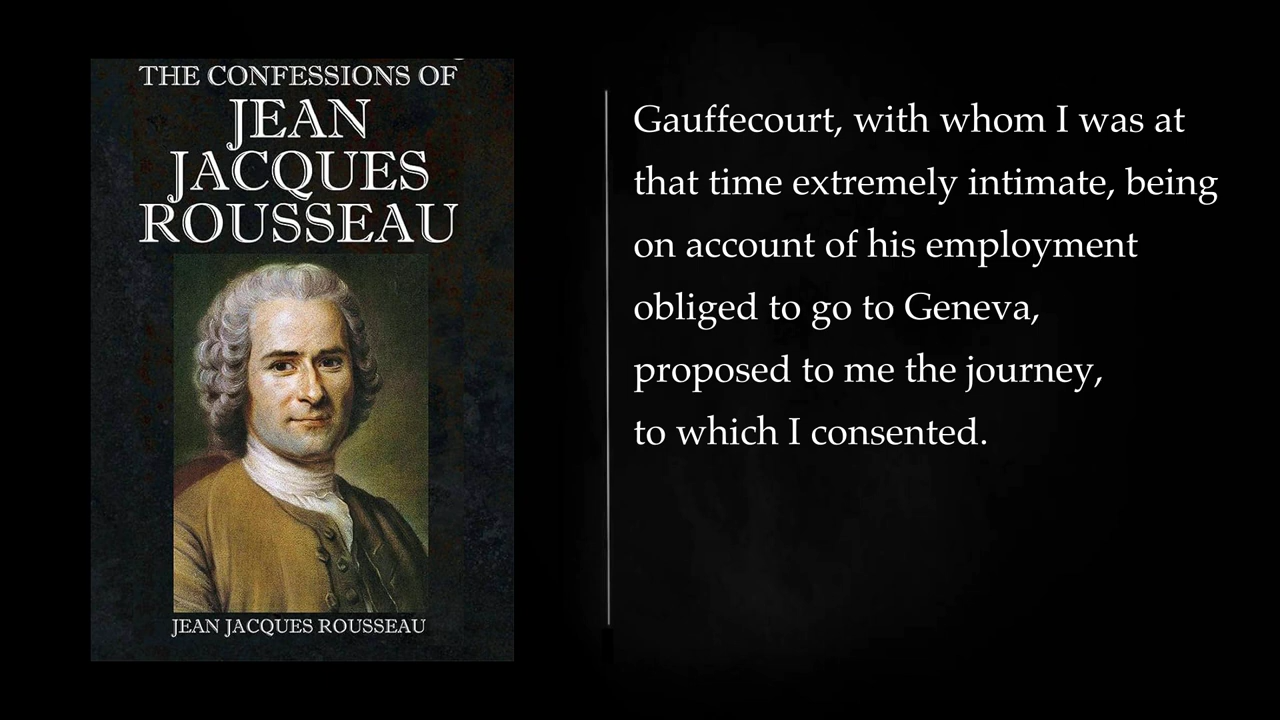 THE CONFESSIONS OF
JEAN
JACQUES
ROUSSEAU
JEAN JACQUES ROUSSEAU
Gauffecourt, with whom I was at
that time extremely intimate, being
on account of his employment
obliged to go to Geneva,
proposed to me the journey,
to which I consented.